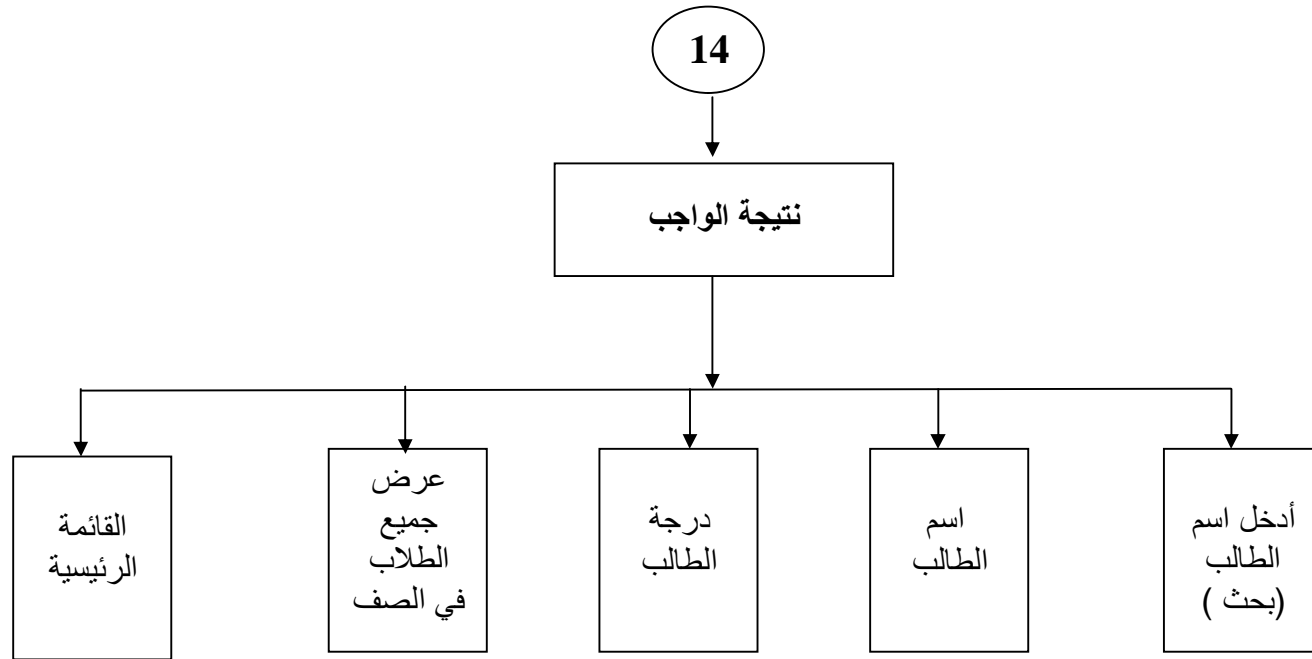 14
نتيجة الواجب
أدخل اسم
الطالب
(بحث )
اسم
الطالب
درجة
الطالب
عرض
جميع
الطلاب
في الصف
القائمة
الرئيسية